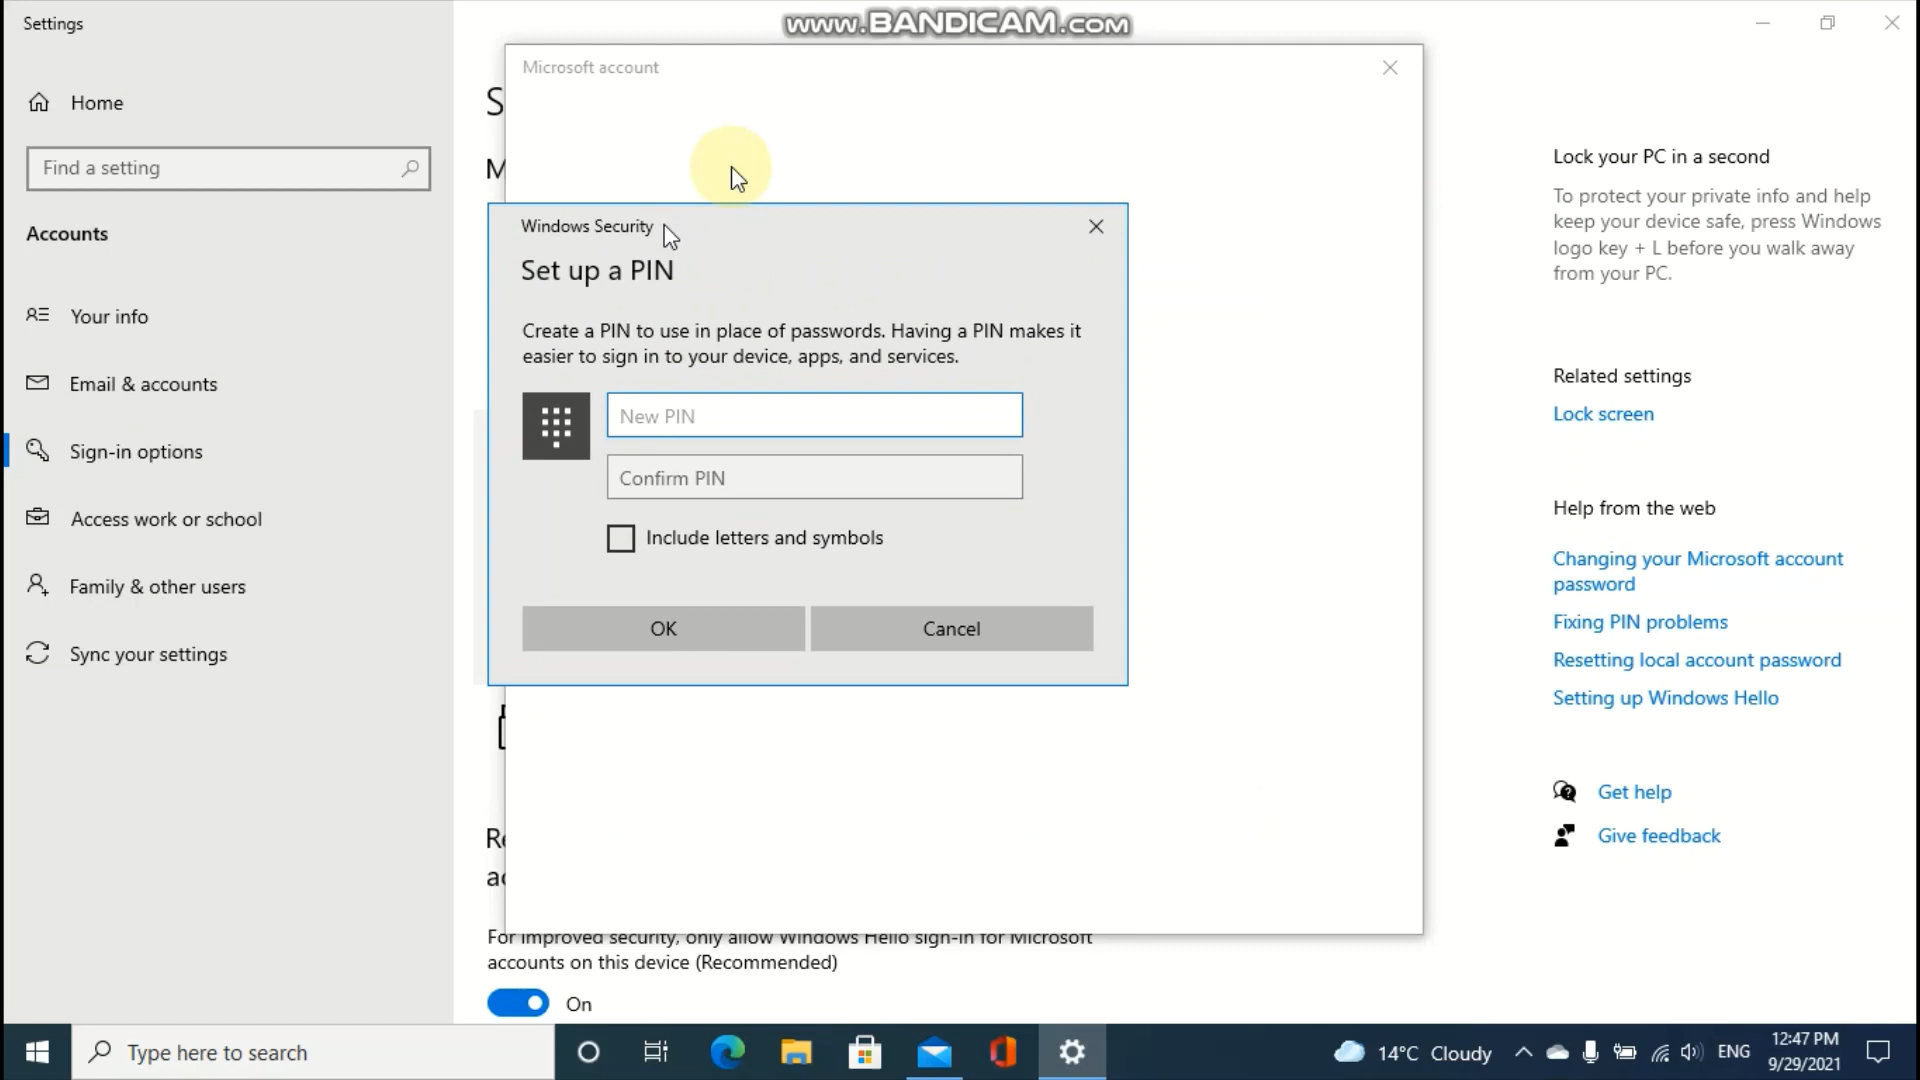 Settings
www.BANDICAM.com
Home
Find a setting
Accounts
Your info
Email & accounts
Sign-in options
Access work or school
Family & other users
Sync your settings
Microsoft account
Windows Security
Set up a PIN
Create a PIN to use in place of passwords. Having a PIN makes it
easier to sign in to your device, apps, and services.
New PIN
Confirm PIN
Include letters and symbols
OK
Cancel
For improved security, only allow Windows Hello sign-in for Microsoft
accounts on this device (Recommended)
On
Lock your PC in a second
To protect your private info and help
keep your device safe, press Windows
logo key + L before you walk away
from your PC.
Related settings
Lock screen
Help from the web
Changing your Microsoft account
password
Fixing PIN problems
Resetting local account password
Setting up Windows Hello
Get help
Give feedback
Type here to search
14°C Cloudy
ENG
12:47 PM
9/29/2021